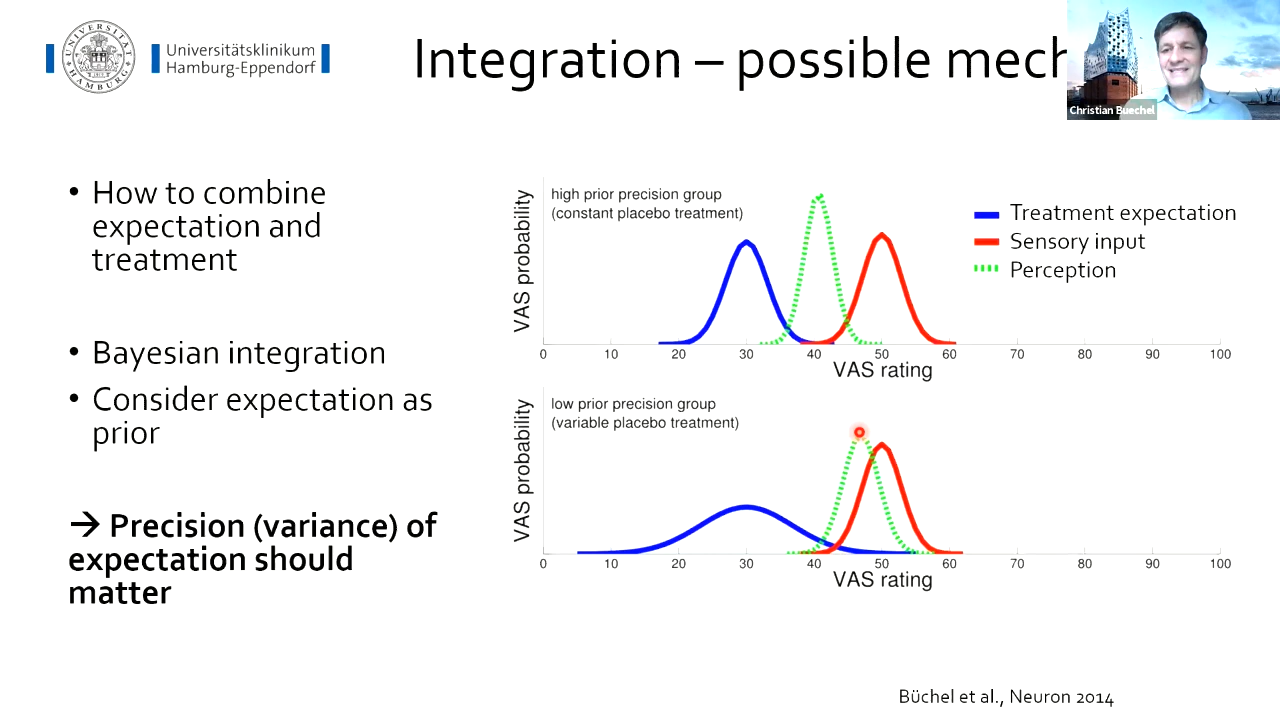 Universitätsklinikum
Hamburg-Eppendorf
Integration – possible mech
Christian Buechel
• How to combine
expectation and
treatment
• Bayesian integration
• Consider expectation as
prior
→ Precision (variance) of
expectation should
matter
VAS probability
high prior precision group
(constant placebo treatment)
0 10 20 30 40 50 60 70 80 90 100
VAS rating
Treatment expectation
Sensory input
Perception
VAS probability
low prior precision group
(variable placebo treatment)
0 10 20 30 40 50 60 70 80 90 100
VAS rating
Büchel et al., Neuron 2014